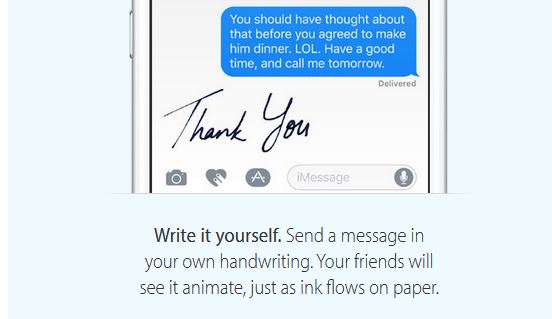 You should have thought about
that before you agreed to make
him dinner. LOL. Have a good
time, and call me tomorrow.
Delivered
Thank You
iMessage
Write it yourself. Send a message in
your own handwriting. Your friends will
see it animate, just as ink flows on paper.